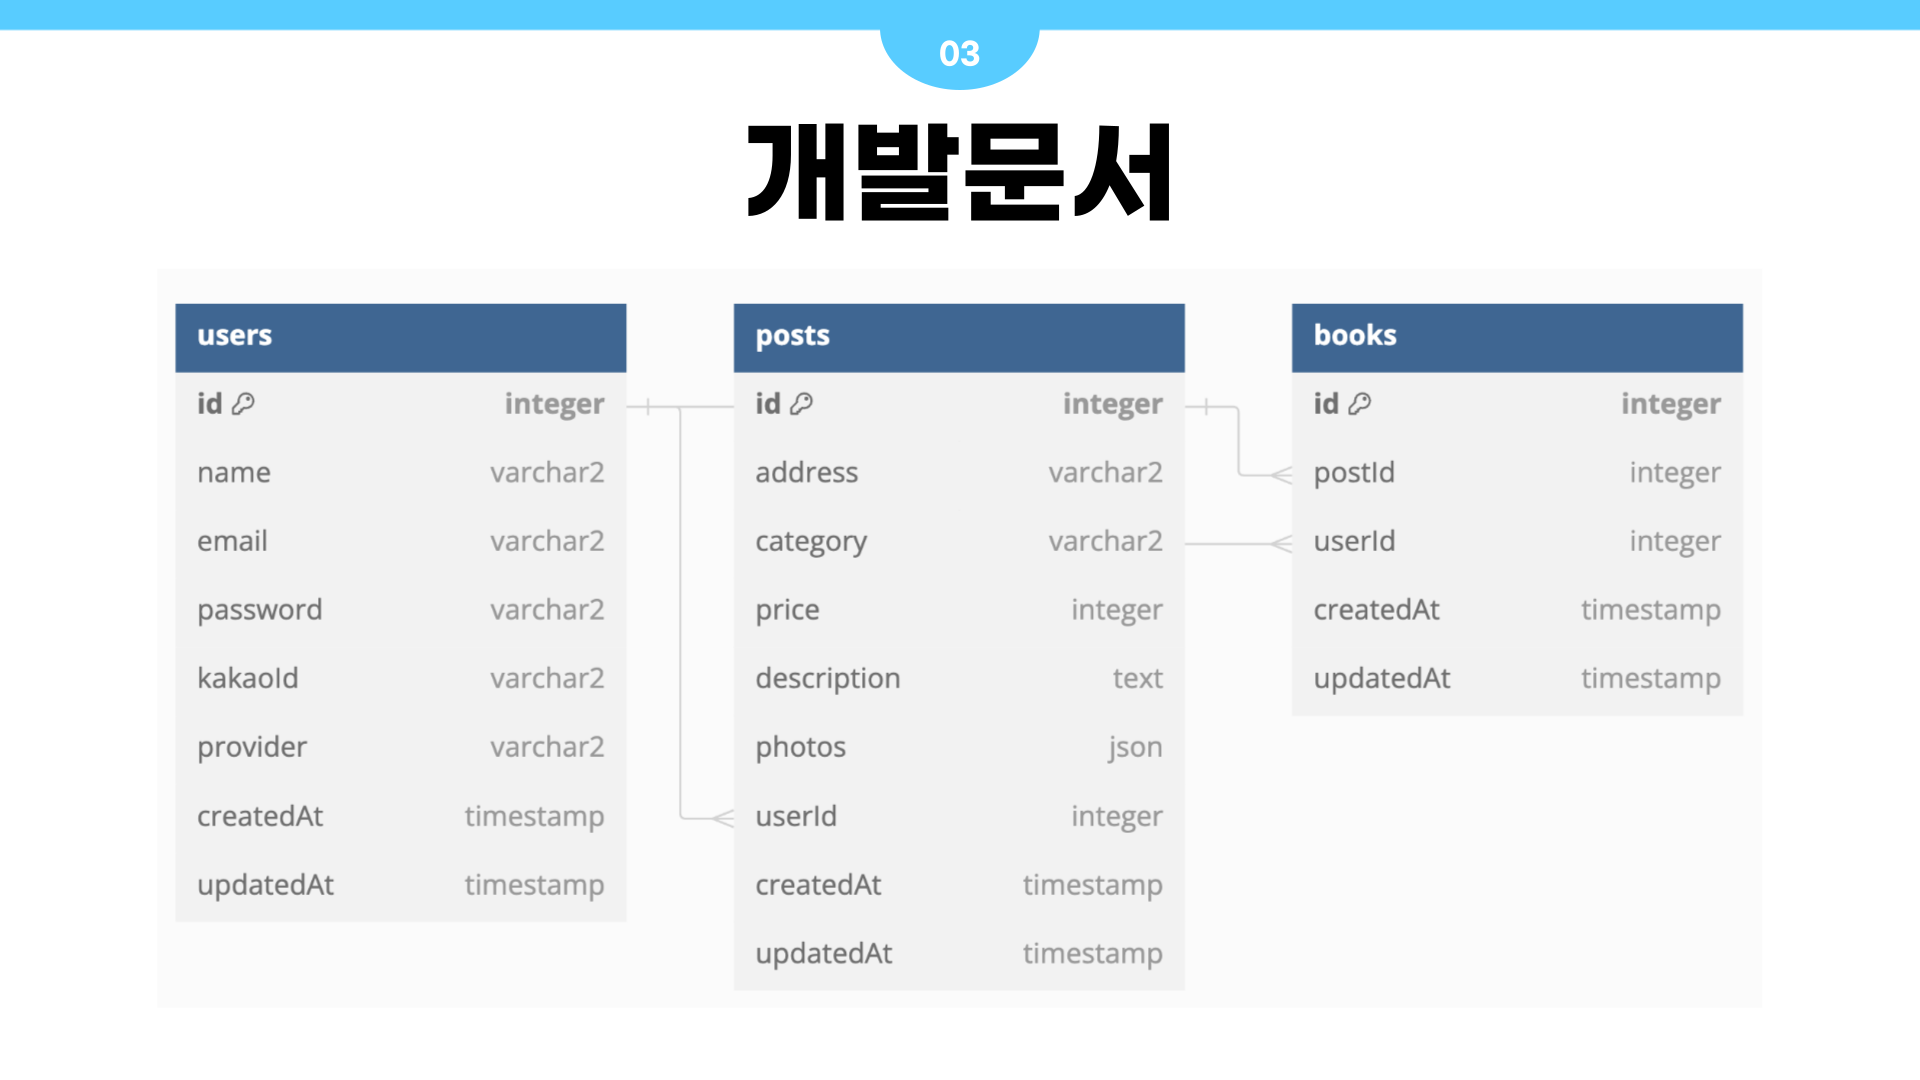 03
개발문서
users
id integer
name varchar2
email varchar2
password varchar2
kakaoId varchar2
provider varchar2
createdAt timestamp
updatedAt timestamp
posts
id integer
address varchar2
category varchar2
price integer
description text
photos json
userId integer
createdAt timestamp
updatedAt timestamp
books
id integer
postId integer
userId integer
createdAt timestamp
updatedAt timestamp